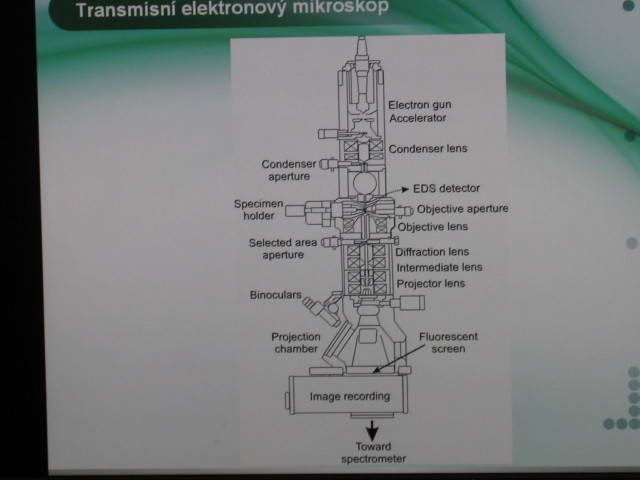 Transmisní elektronový mikroskop
Electron gun
Accelerator
Condenser lens
Condenser
aperture
EDS detector
Specimen
holder
Objective aperture
Objective lens
Selected area
aperture
Diffraction lens
Intermediate lens
Projector lens
Binoculars
Projection
chamber
Fluorescent
screen
Image recording
Toward
spectrometer